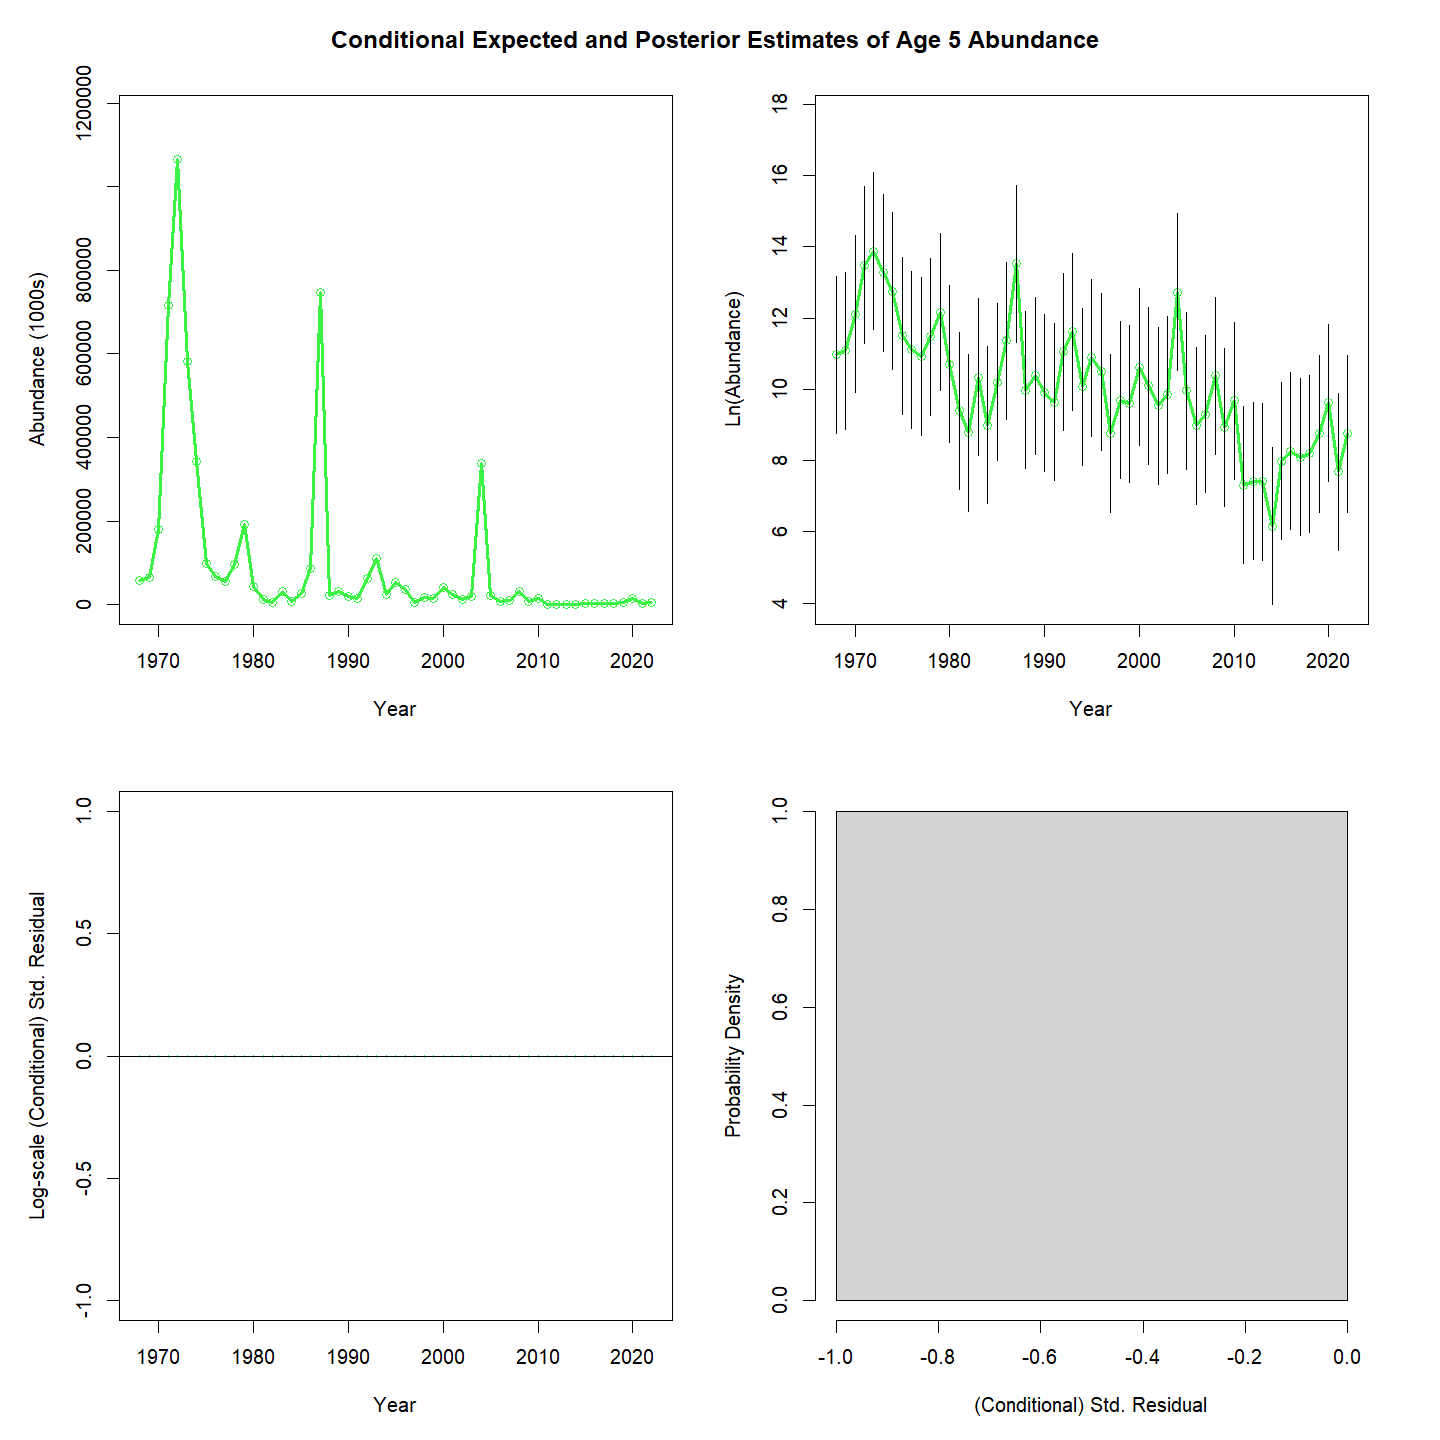 Conditional Expected and Posterior Estimates of Age 5 Abundance
Abundance (1000s)
1200000
800000
600000
400000
200000
0
1970 1980 1990 2000 2010 2020
Year
Ln(Abundance)
18
16
14
12
10
8
6
4
1970 1980 1990 2000 2010 2020
Year
Log-scale (Conditional) Std. Residual
1.0
0.5
0.0
-0.5
-1.0
1970 1980 1990 2000 2010 2020
Year
Probability Density
1.0
0.8
0.6
0.4
0.2
0.0
-1.0 -0.8 -0.6 -0.4 -0.2 0.0
(Conditional) Std. Residual